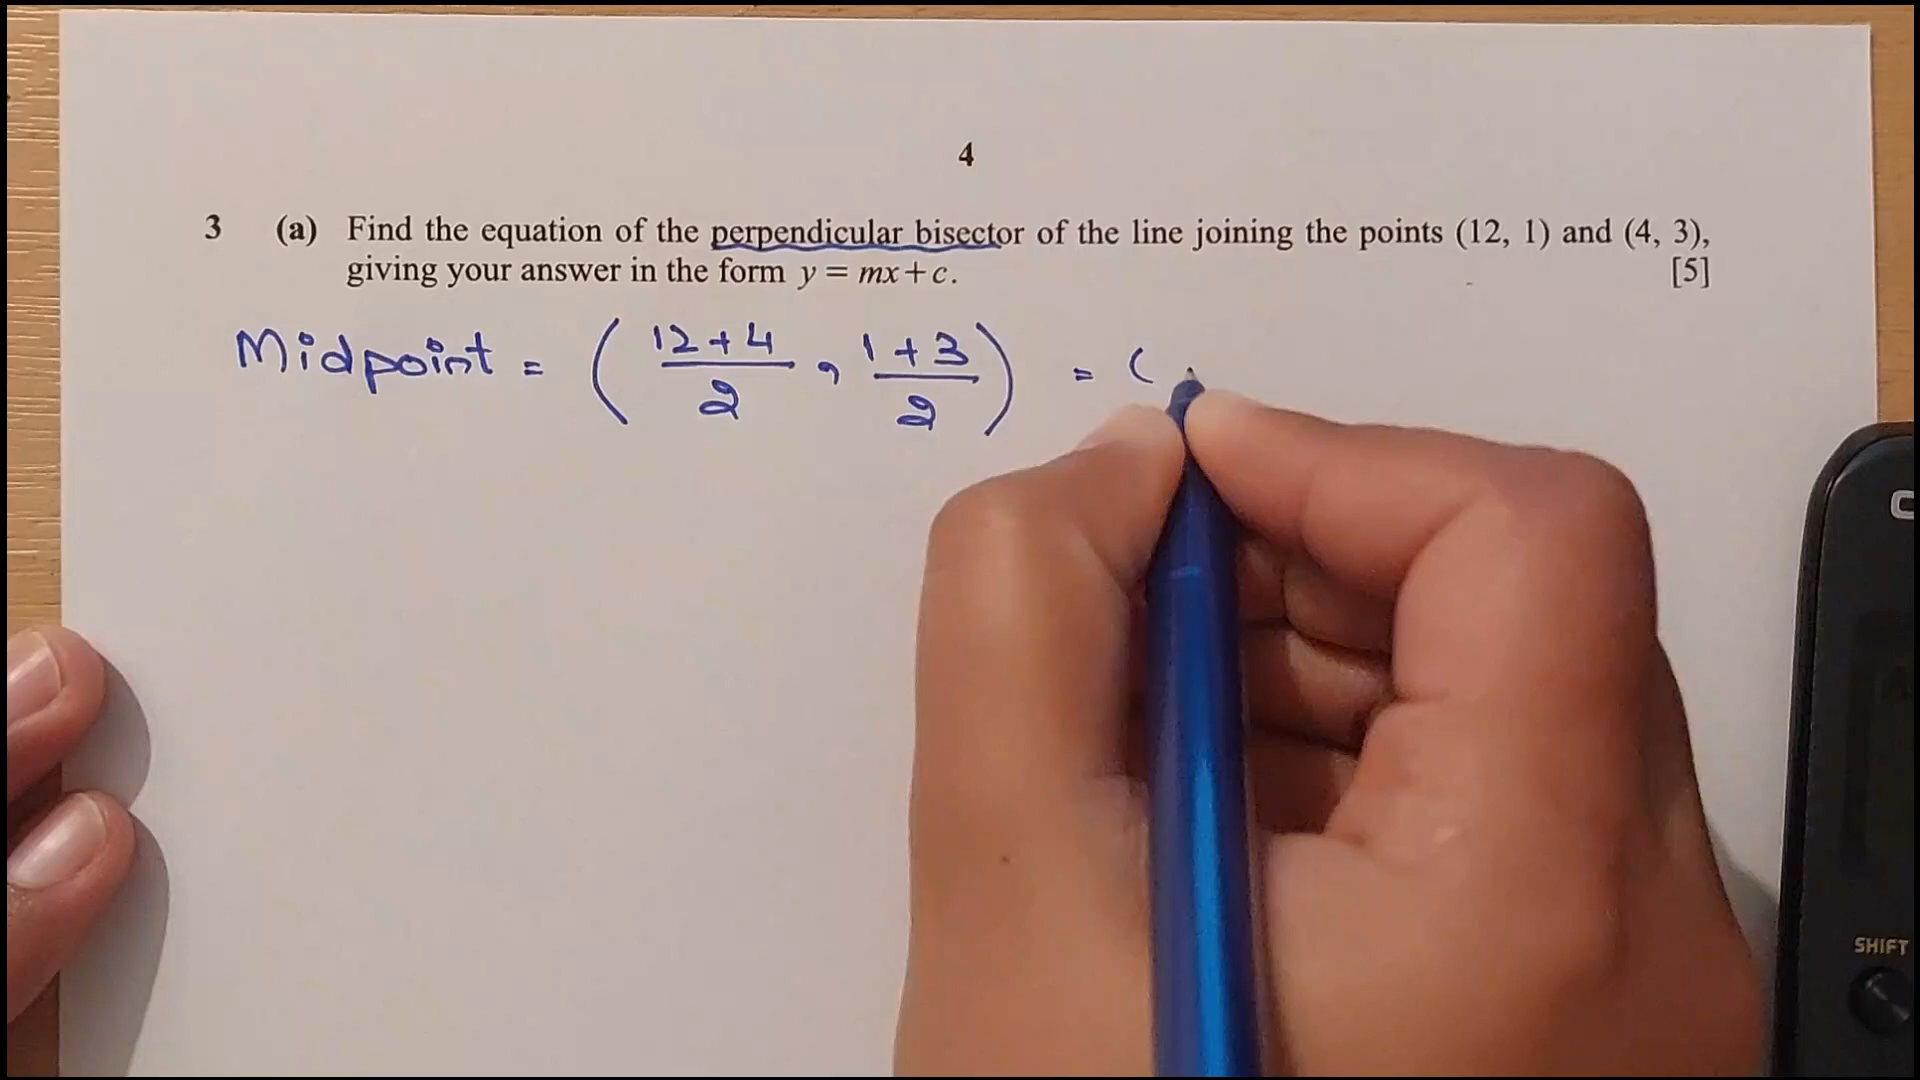 4
3 (a) Find the equation of the perpendicular bisector of the line joining the points (12, 1) and (4, 3),
giving your answer in the form y = mx + c. [5]
Midpoint = ( 12+4 / 2 , 1+3 / 2 ) = (
SHIFT